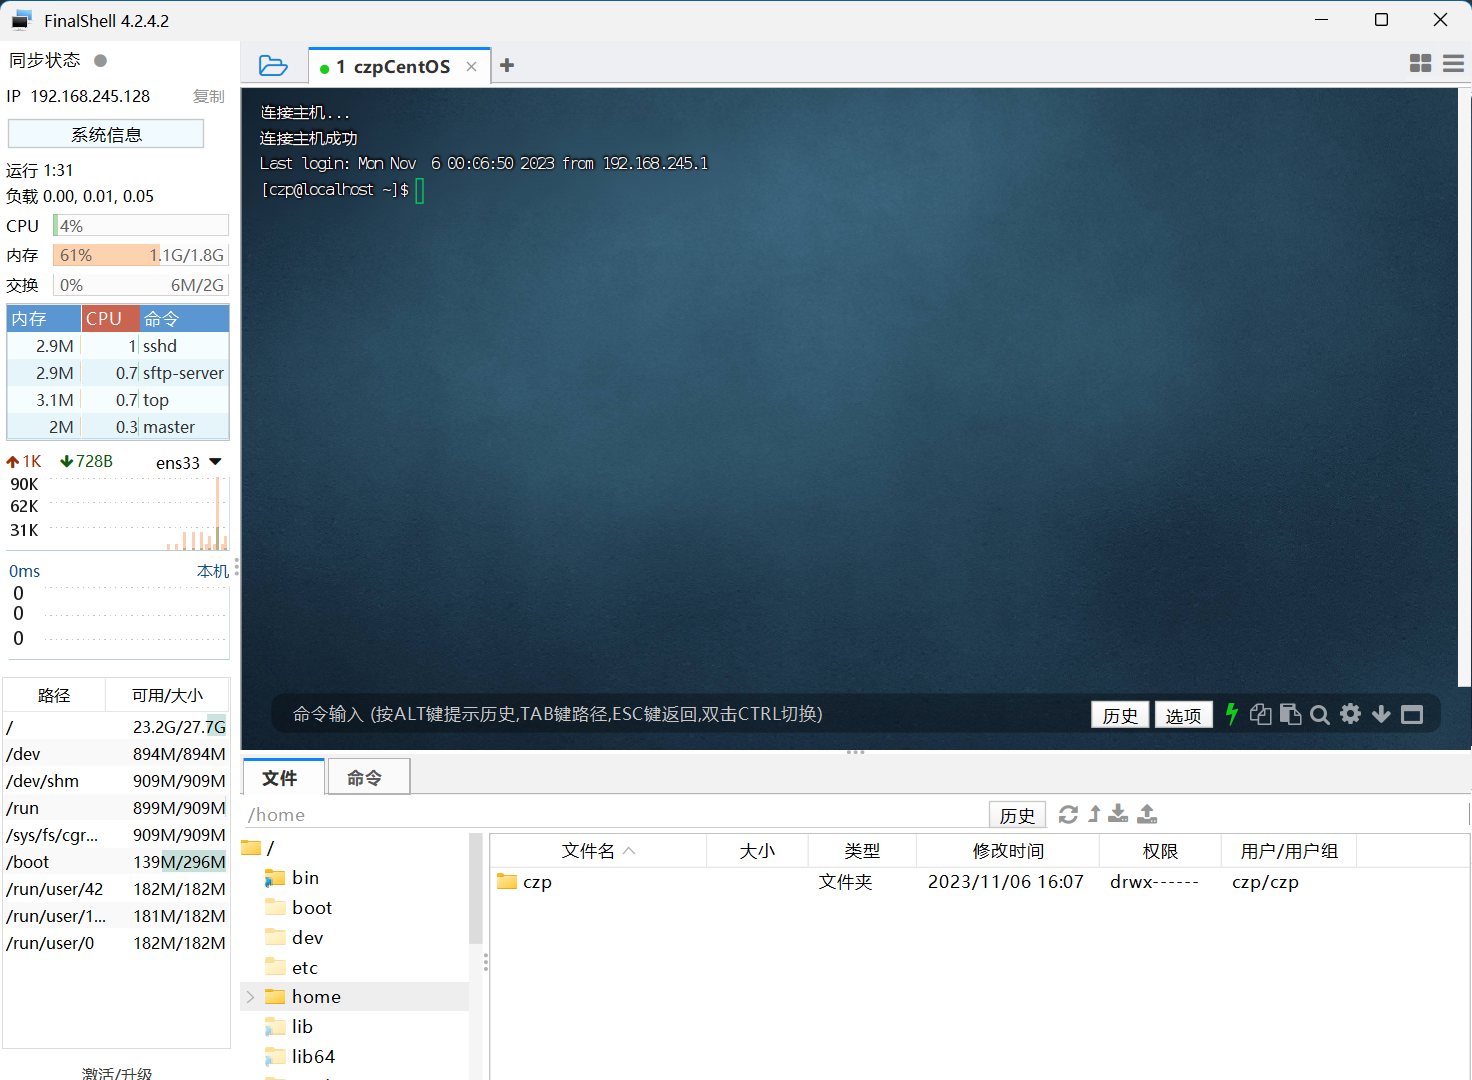 FinalShell 4.2.4.2
同步状态
IP 192.168.245.128 复制
系统信息
运行 1:31
负载 0.00, 0.01, 0.05
CPU 4%
内存 61% 1.1G/1.8G
交换 0% 6M/2G
内存 CPU 命令
2.9M 1 sshd
2.9M 0.7 sftp-server
3.1M 0.7 top
2M 0.3 master
1K 728B ens33
90K
62K
31K
0ms 本机
0
0
0
路径 可用/大小
/ 23.2G/27.7G
/dev 894M/894M
/dev/shm 909M/909M
/run 899M/909M
/sys/fs/cgr... 909M/909M
/boot 139M/296M
/run/user/42 182M/182M
/run/user/1... 181M/182M
/run/user/0 182M/182M
激活/升级
1 czpCentOS
连接主机...
连接主机成功
Last login: Mon Nov  6 00:06:50 2023 from 192.168.245.1
[czp@localhost ~]$
命令输入 (按ALT键提示历史,TAB键路径,ESC键返回,双击CTRL切换) 历史 选项
文件 命令
/home 历史
/
bin
boot
dev
etc
home
lib
lib64
文件名 大小 类型 修改时间 权限 用户/用户组
czp 文件夹 2023/11/06 16:07 drwx------ czp/czp